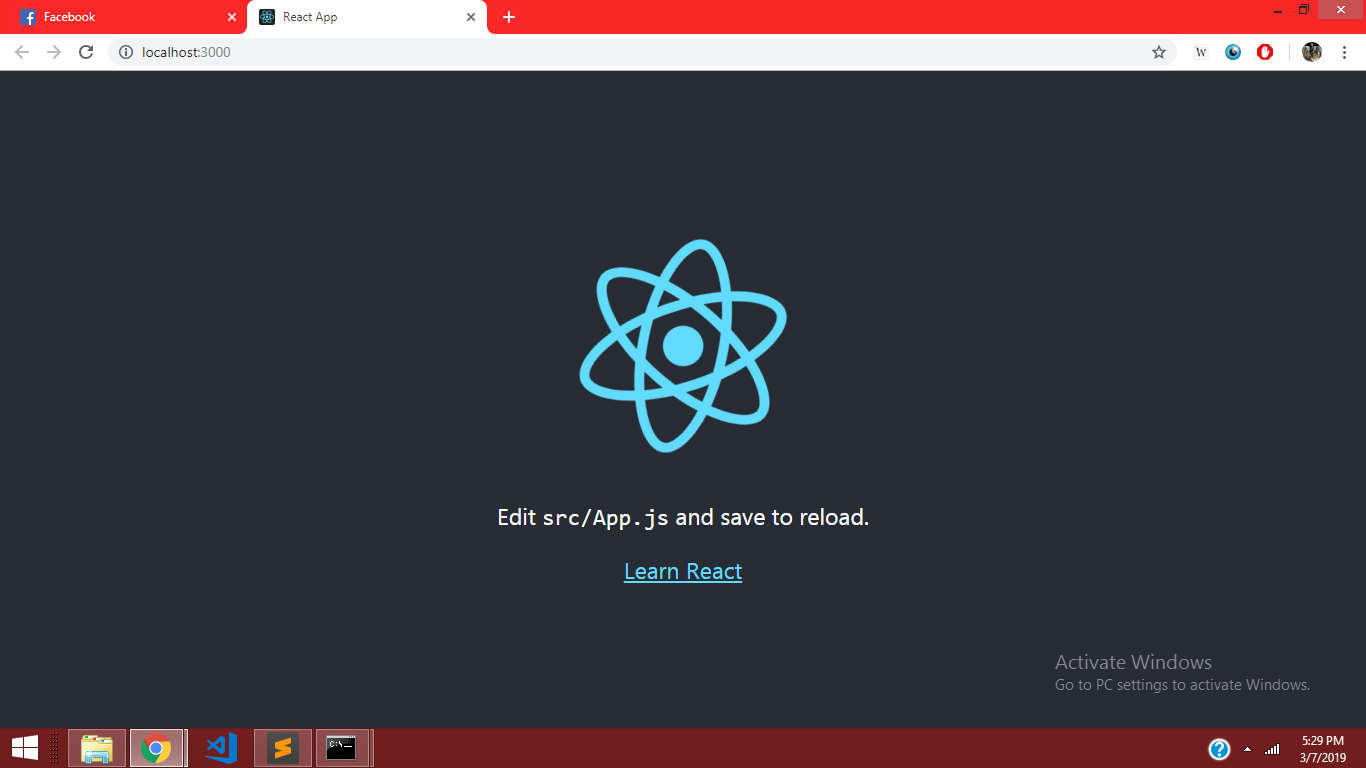 Facebook
React App
localhost:3000
W
Edit src/App.js and save to reload.
Learn React
Activate Windows
Go to PC settings to activate Windows.
C:\_
5:29 PM
3/7/2019